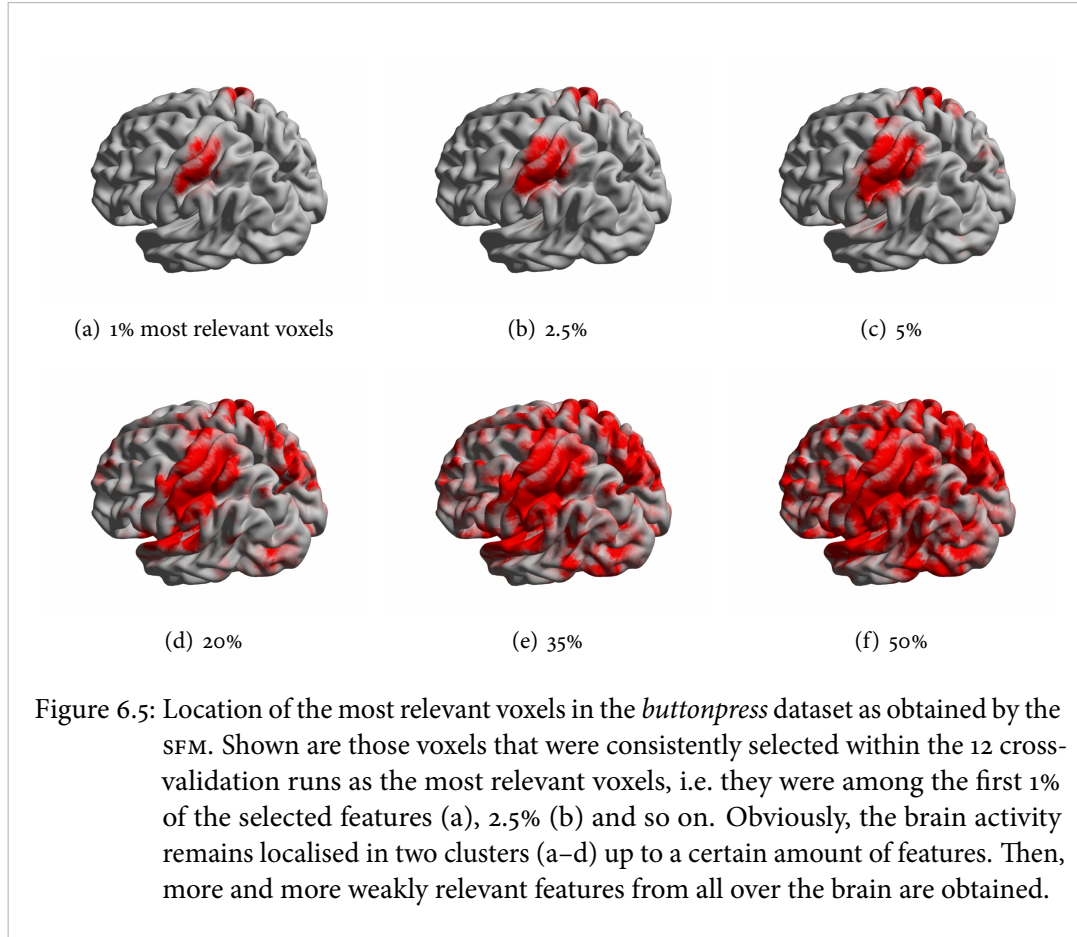 (a) 1% most relevant voxels
(b) 2.5%
(c) 5%
(d) 20%
(e) 35%
(f) 50%
Figure 6.5: Location of the most relevant voxels in the buttonpress dataset as obtained by the
SFM. Shown are those voxels that were consistently selected within the 12 cross-
validation runs as the most relevant voxels, i.e. they were among the first 1%
of the selected features (a), 2.5% (b) and so on. Obviously, the brain activity
remains localised in two clusters (a–d) up to a certain amount of features. Then,
more and more weakly relevant features from all over the brain are obtained.